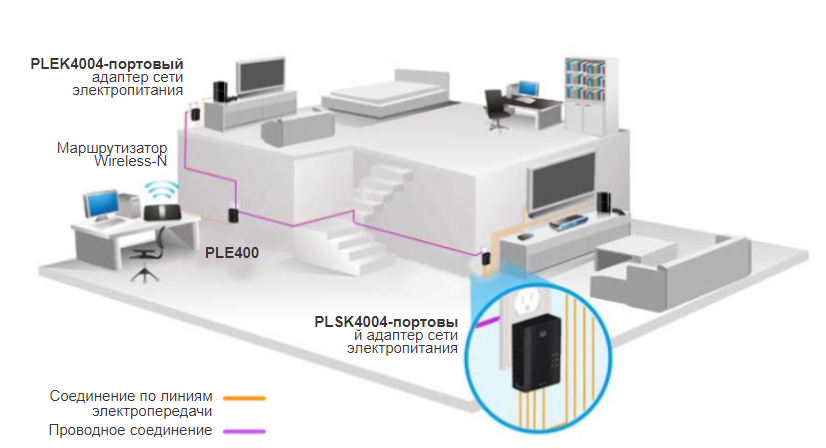 PLEK4004-портовый
адаптер сети
электропитания
Маршрутизатор
Wireless-N
PLE400
PLSK4004-портовы
й адаптер сети
электропитания
Соединение по линиям
электропередачи
Проводное соединение